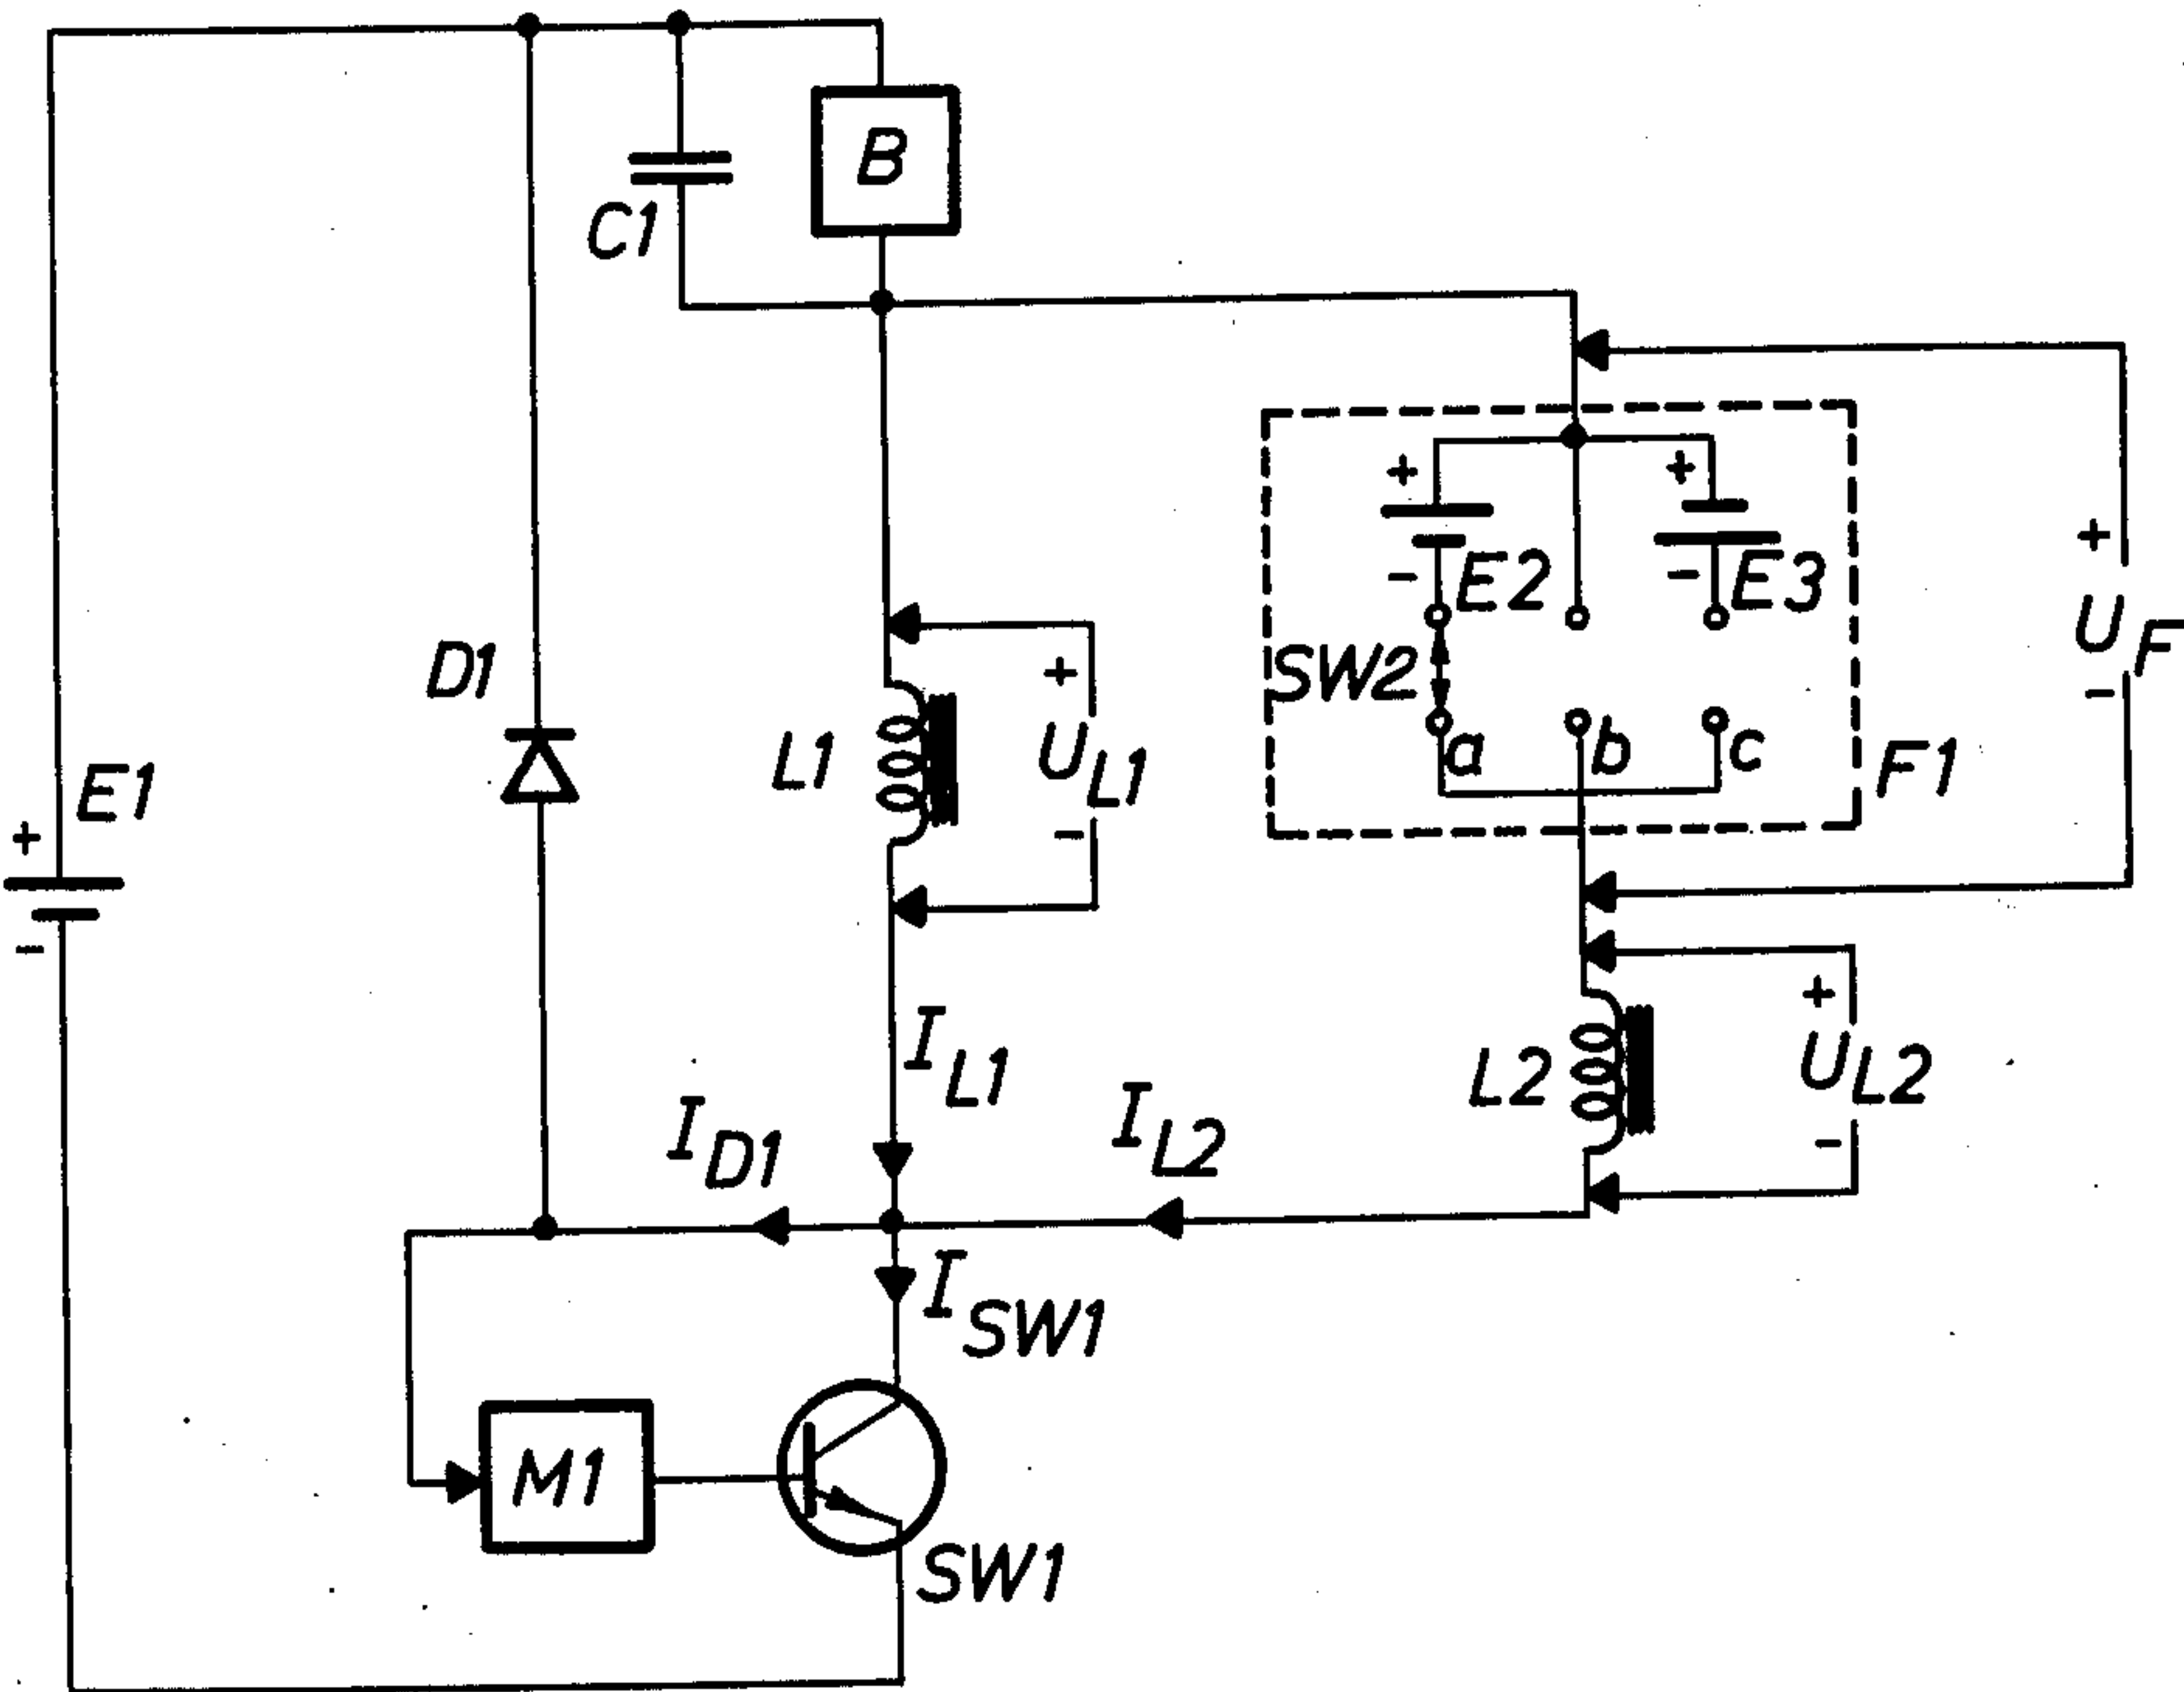 B
C1
+
+
- E2
- E3
+
U F
-
SW2
D1
+
L1
U L1
-
a
b
c
F1
E1
+
-
+
I L1
L2
U L2
-
I D1
I L2
I SW1
M1
SW1